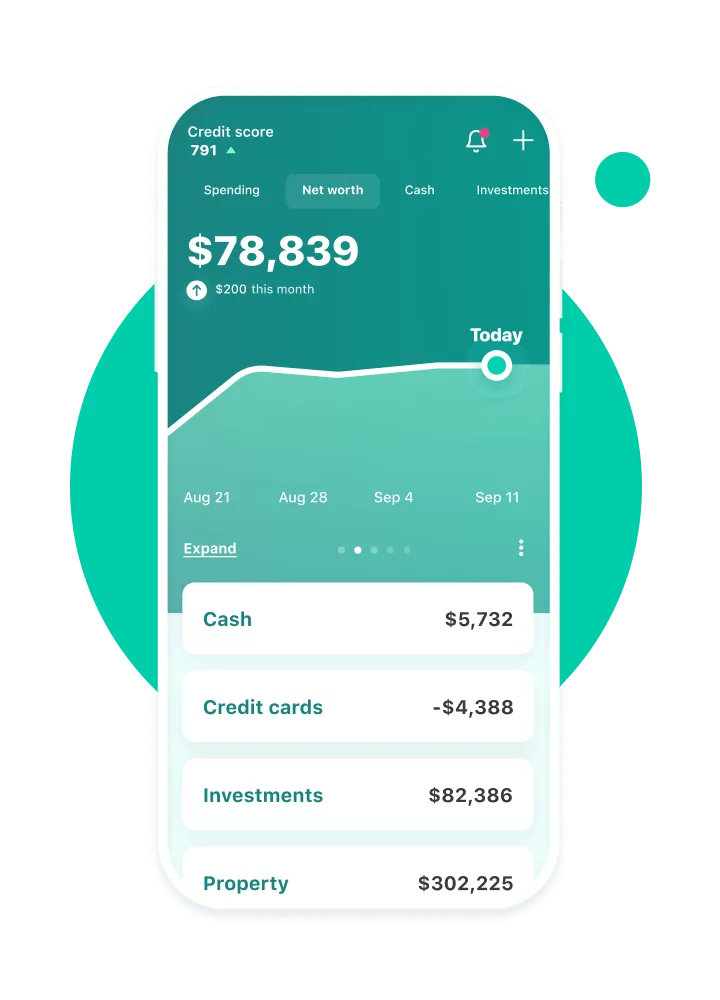 Credit score
791
Spending Net worth Cash Investments
$78,839
$200 this month
Today
Aug 21 Aug 28 Sep 4 Sep 11
Expand
Cash $5,732
Credit cards -$4,388
Investments $82,386
Property $302,225